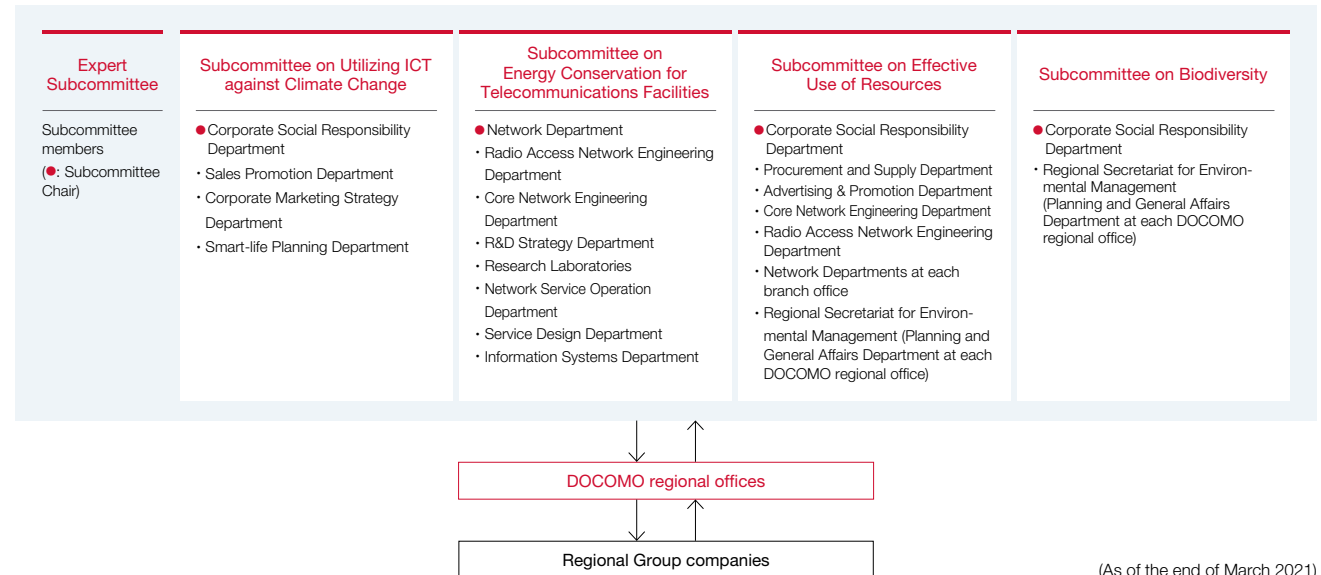 Expert
Subcommittee
Subcommittee
members
(●: Subcommittee
Chair)
Subcommittee on Utilizing ICT
against Climate Change
●Corporate Social Responsibility
Department
・Sales Promotion Department
・Corporate Marketing Strategy
Department
・Smart-life Planning Department
Subcommittee on
Energy Conservation for
Telecommunications Facilities
●Network Department
・Radio Access Network Engineering
Department
・Core Network Engineering
Department
・R&D Strategy Department
・Research Laboratories
・Network Service Operation
Department
・Service Design Department
・Information Systems Department
Subcommittee on Effective
Use of Resources
●Corporate Social Responsibility
Department
・Procurement and Supply Department
・Advertising & Promotion Department
・Core Network Engineering Department
・Radio Access Network Engineering
Department
・Network Departments at each
branch office
・Regional Secretariat for Environ-
mental Management (Planning and
General Affairs Department at each
DOCOMO regional office)
Subcommittee on Biodiversity
●Corporate Social Responsibility
Department
・Regional Secretariat for Environ-
mental Management
(Planning and General Affairs
Department at each DOCOMO
regional office)
DOCOMO regional offices
Regional Group companies
(As of the end of March 2021)